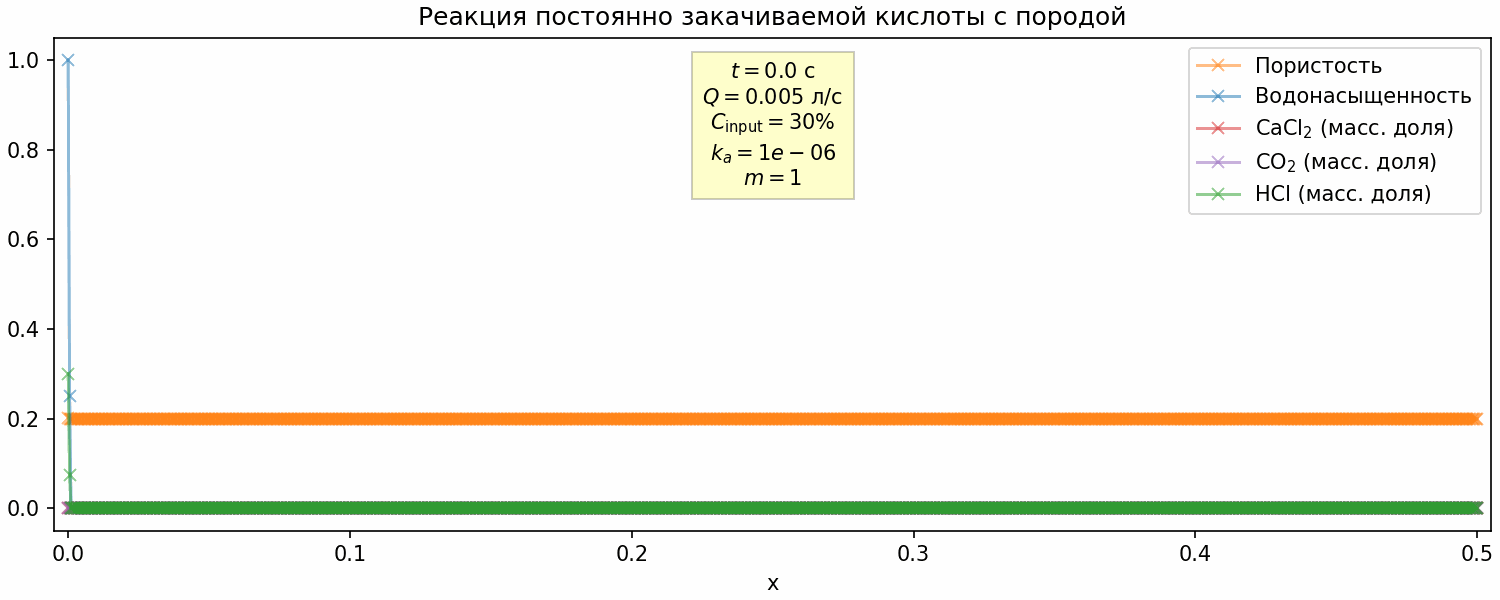 Реакция постоянно закачиваемой кислоты с породой
1.0
0.8
0.6
0.4
0.2
0.0
t = 0.0 с
Q = 0.005 л/с
C_input = 30%
k_a = 1e − 06
m = 1
Пористость
Водонасыщенность
CaCl₂ (масс. доля)
CO₂ (масс. доля)
HCl (масс. доля)
0.0 0.1 0.2 0.3 0.4 0.5
x